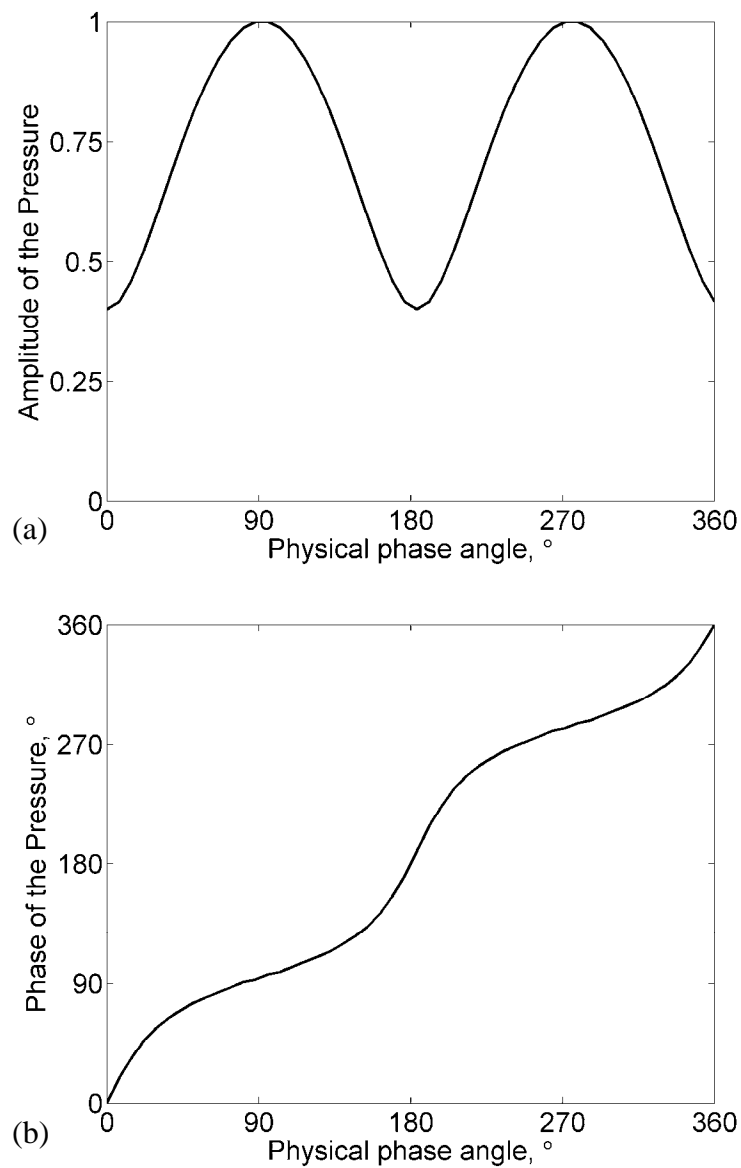 1
0.75
0.5
0.25
0
Amplitude of the Pressure
0 90 180 270 360
Physical phase angle, °
(a)
360
270
180
90
0
Phase of the Pressure, °
0 90 180 270 360
Physical phase angle, °
(b)